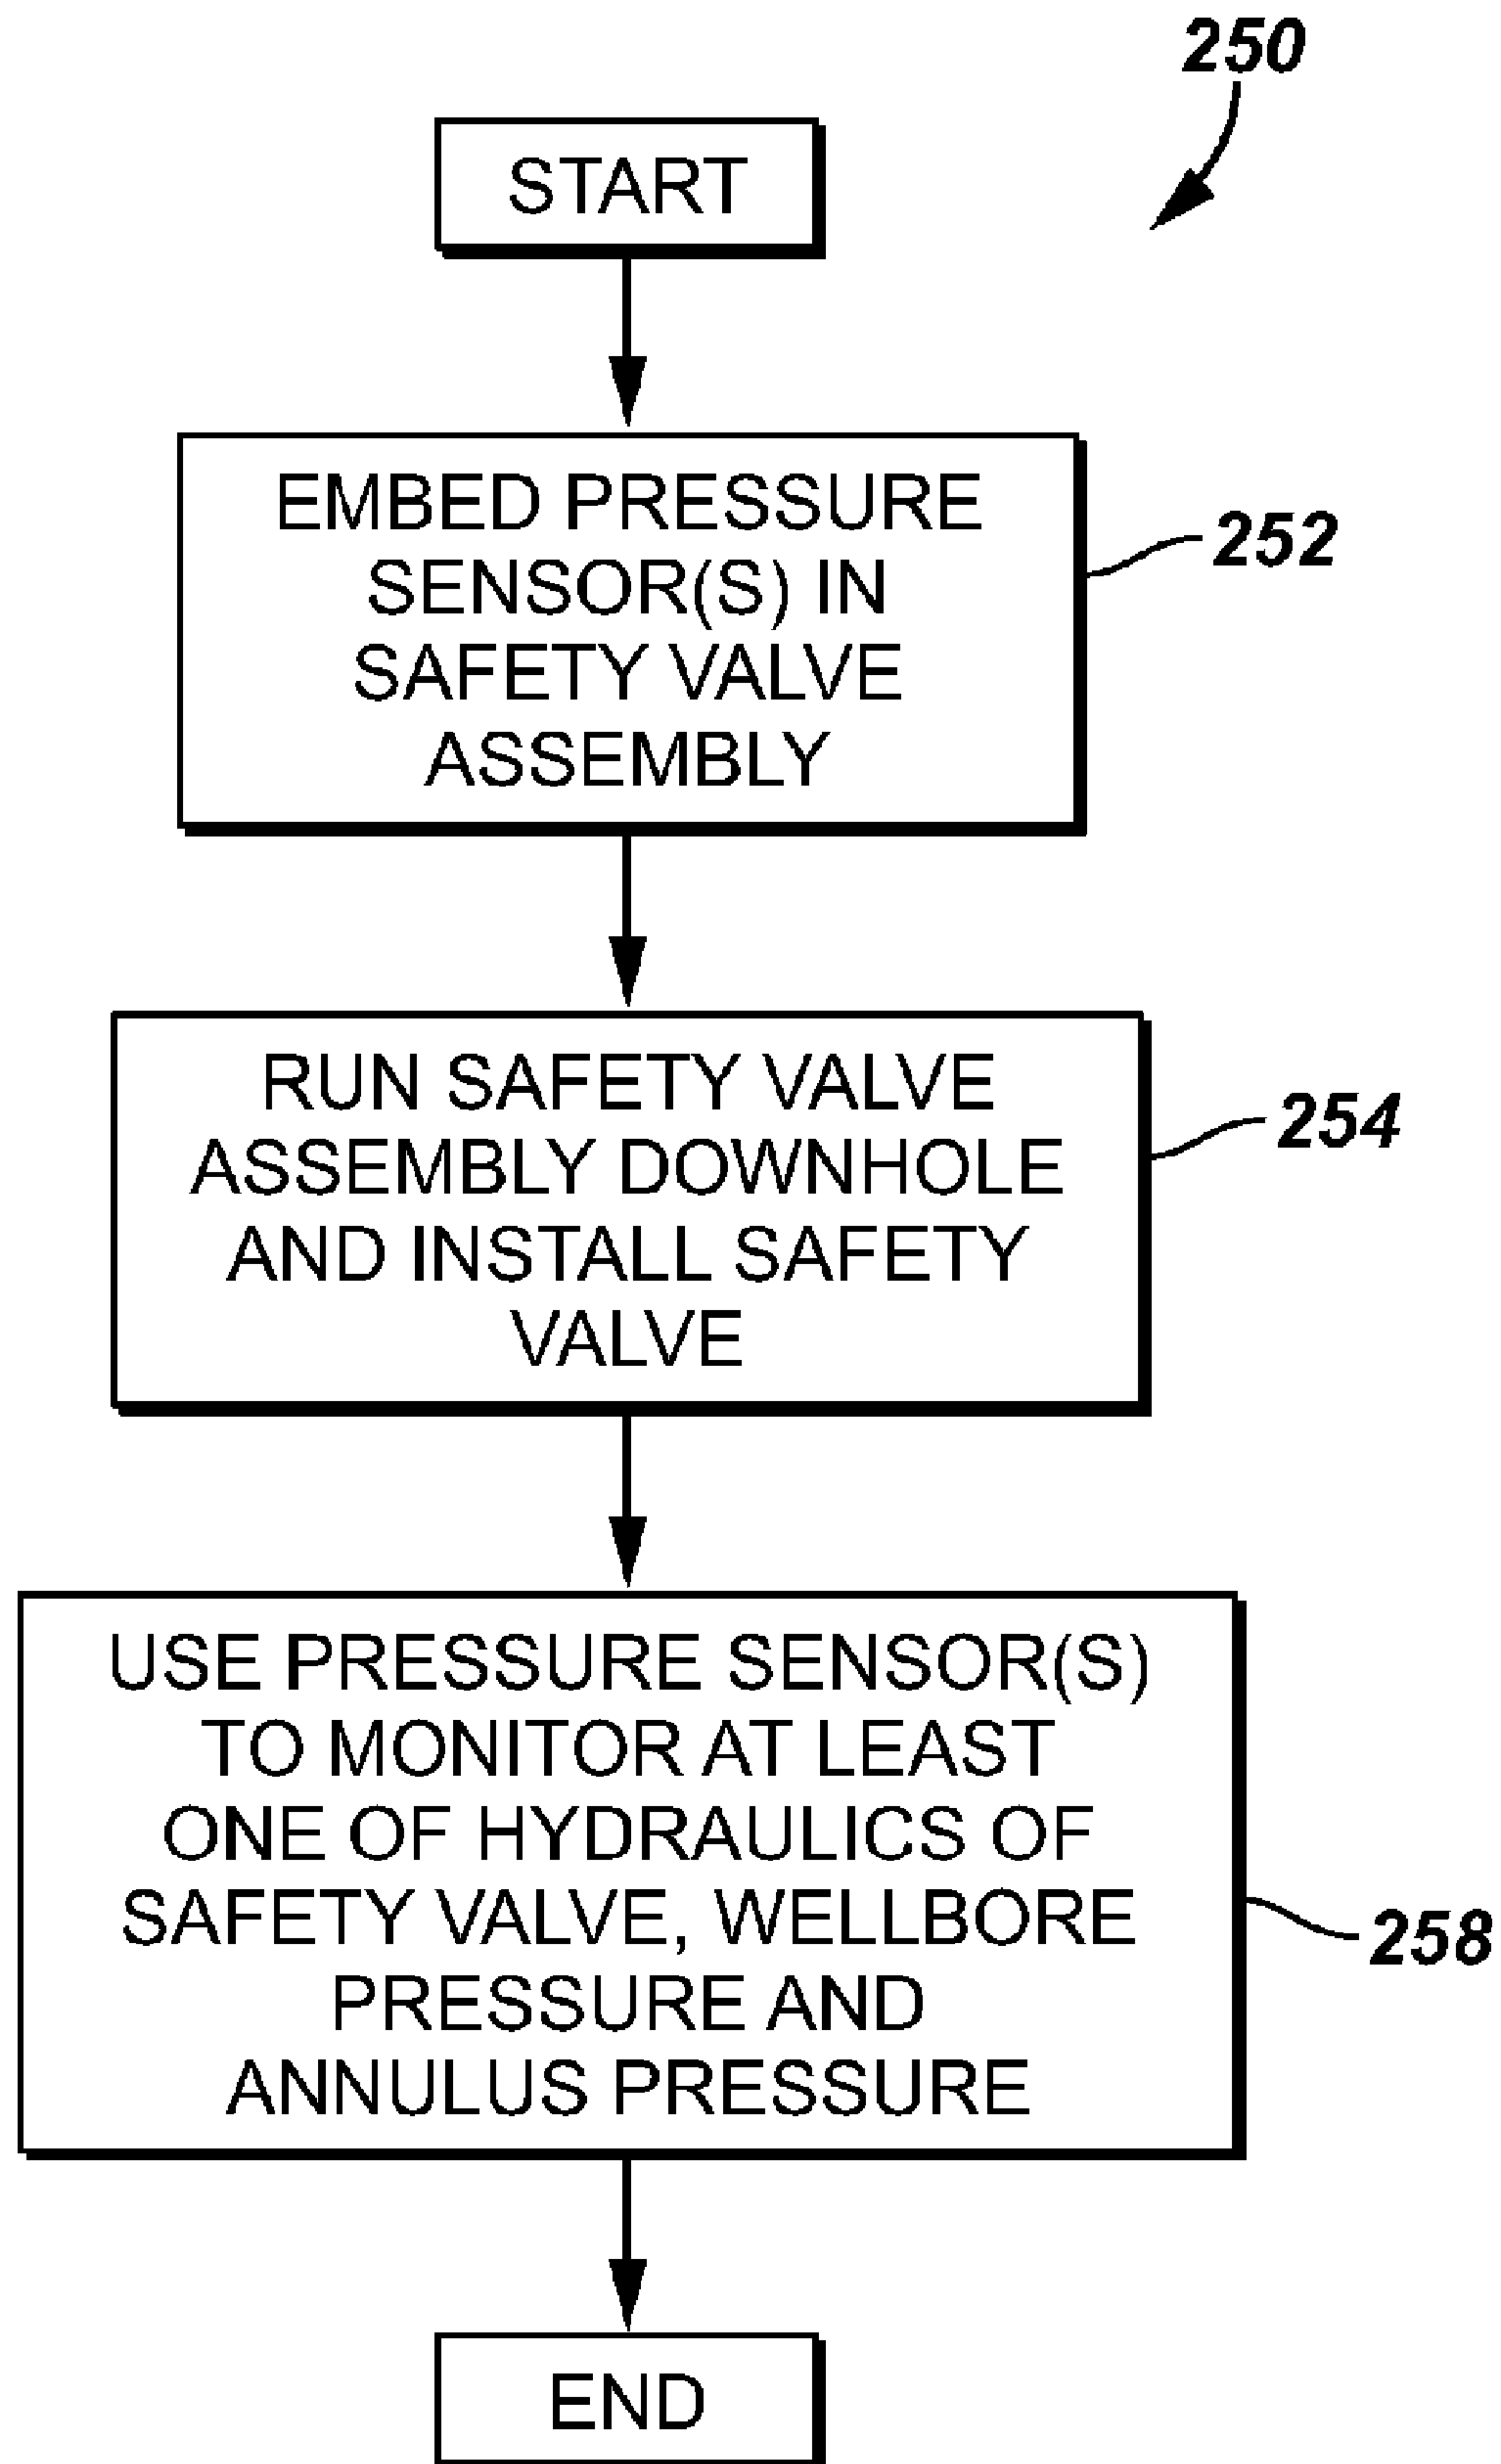 250
START
EMBED PRESSURE
SENSOR(S) IN
SAFETY VALVE
ASSEMBLY
252
RUN SAFETY VALVE
ASSEMBLY DOWNHOLE
AND INSTALL SAFETY
VALVE
254
USE PRESSURE SENSOR(S)
TO MONITOR AT LEAST
ONE OF HYDRAULICS OF
SAFETY VALVE, WELLBORE
PRESSURE AND
ANNULUS PRESSURE
258
END